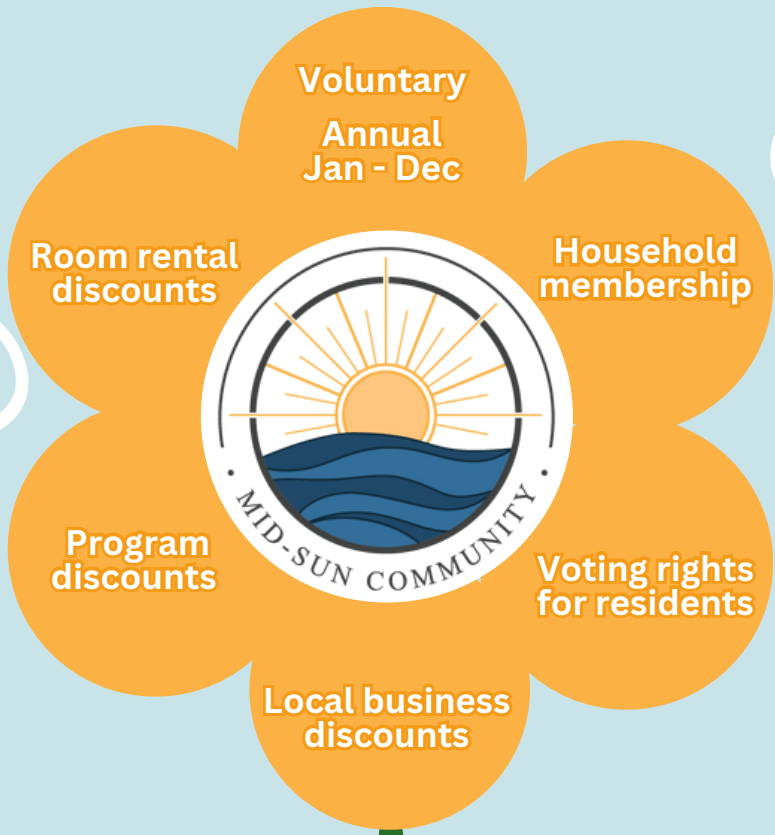 Voluntary
Annual
Jan - Dec
Room rental
discounts
Household
membership
• MID-SUN COMMUNITY •
Program
discounts
Voting rights
for residents
Local business
discounts